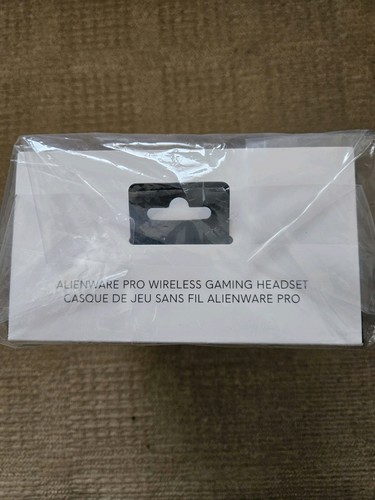 ALIENWARE PRO WIRELESS GAMING HEADSET
CASQUE DE JEU SANS FIL ALIENWARE PRO